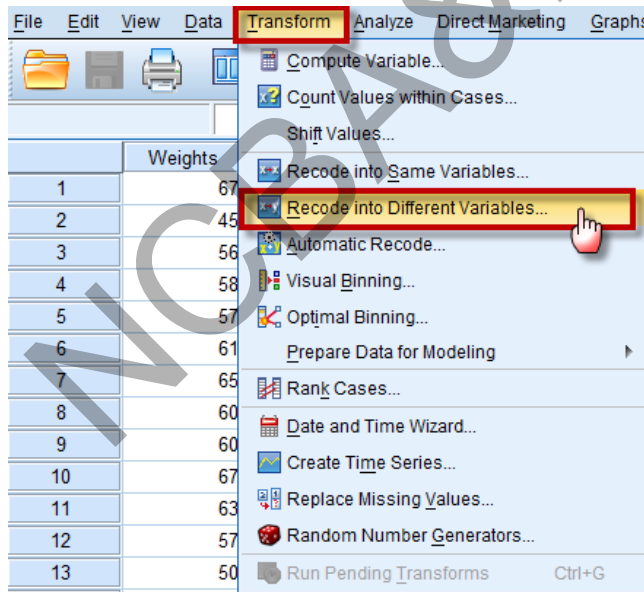 File Edit View Data Transform Analyze Direct Marketing Graphs
Compute Variable...
Count Values within Cases...
Shift Values...
Weights
Recode into Same Variables...
1 67
Recode into Different Variables...
2 45
Automatic Recode...
3 56
Visual Binning...
4 58
Optimal Binning...
5 57
Prepare Data for Modeling
6 61
Rank Cases...
7 65
8 60
Date and Time Wizard...
9 60
Create Time Series...
10 67
Replace Missing Values...
11 63
Random Number Generators...
12 57
Run Pending Transforms Ctrl+G
13 50
NCBA&